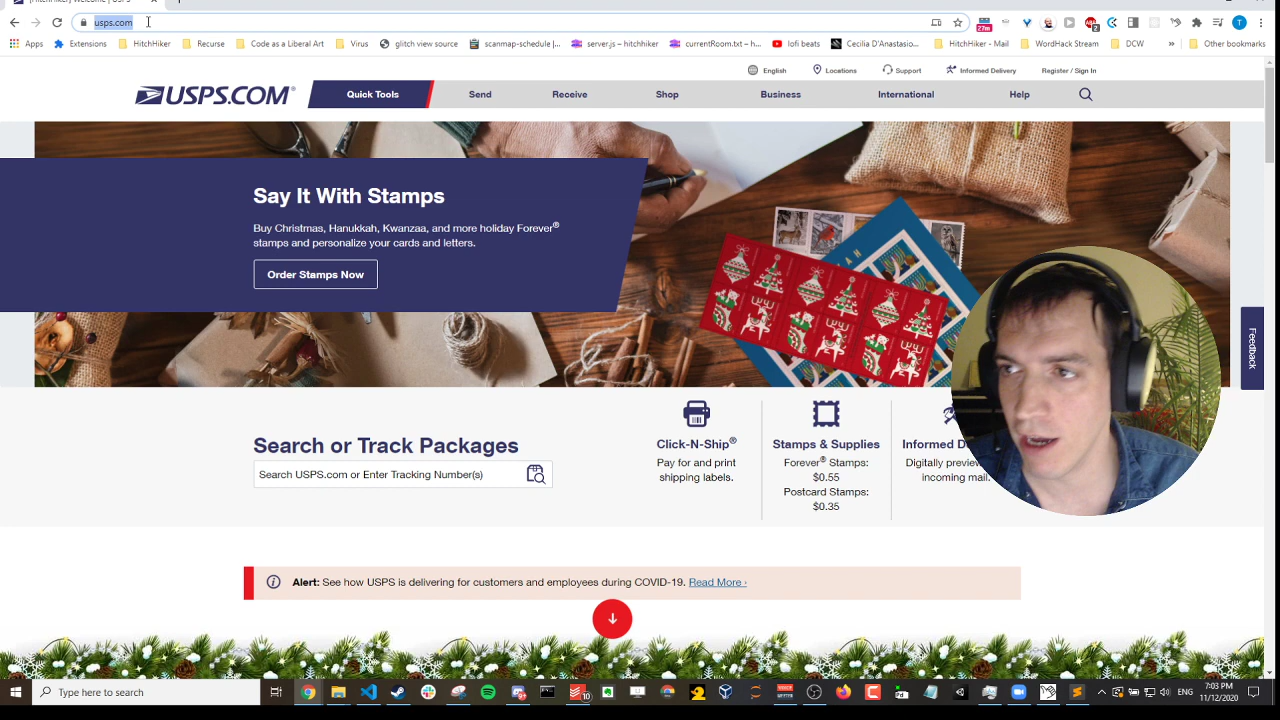 [HitchHiker] Welcome | USPS
usps.com
27m
T
2
Apps Extensions HitchHiker Recurse Code as a Liberal Art Virus glitch view source scanmap-schedule |... server.js – hitchhiker currentRoom.txt – h... lofi beats Cecilia D'Anastasio... HitchHiker - Mail WordHack Stream DCW » Other bookmarks
English Locations Support Informed Delivery Register / Sign In
USPS.COM® Quick Tools Send Receive Shop Business International Help
Say It With Stamps
Buy Christmas, Hanukkah, Kwanzaa, and more holiday Forever®
stamps and personalize your cards and letters.
Order Stamps Now
Feedback
Search or Track Packages
Search USPS.com or Enter Tracking Number(s)
Click-N-Ship®
Pay for and print
shipping labels.
Stamps & Supplies
Forever® Stamps:
$0.55
Postcard Stamps:
$0.35
Informed D
Digitally preview
incoming mail.
Alert: See how USPS is delivering for customers and employees during COVID-19. Read More ›
Type here to search
10
ENG
7:03 PM
11/12/2020